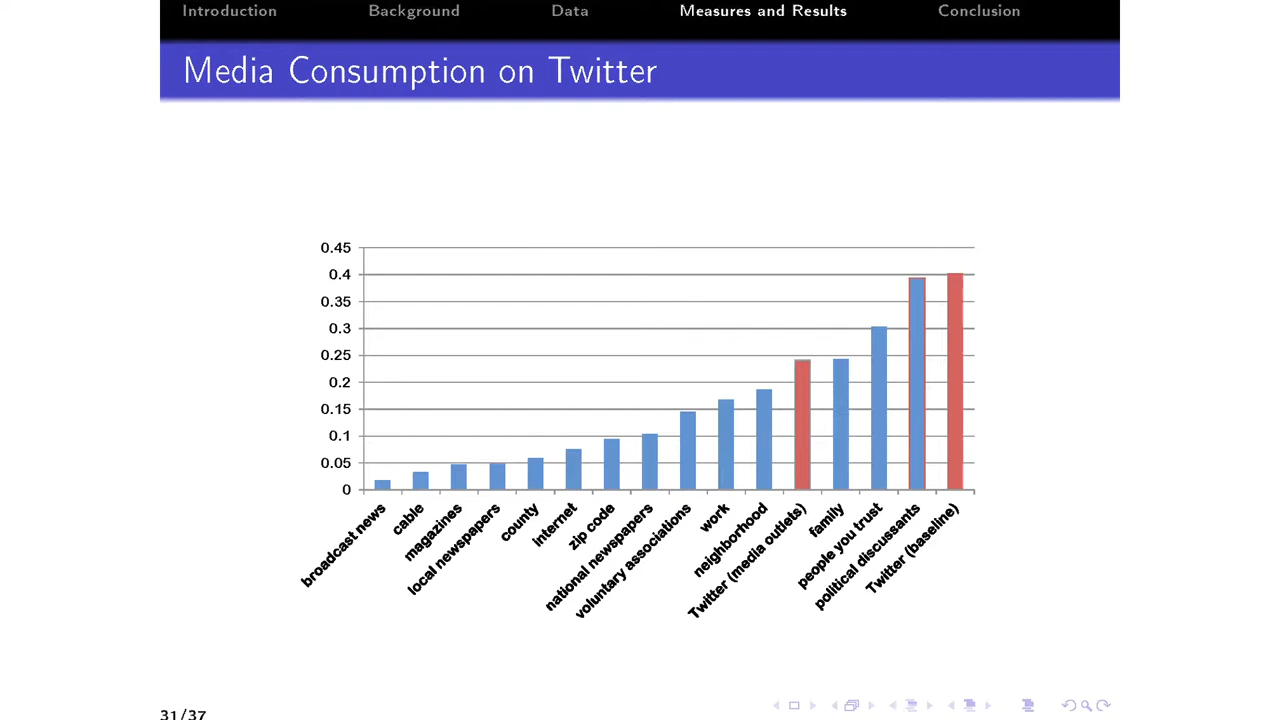 Introduction Background Data Measures and Results Conclusion
Media Consumption on Twitter
0.45
0.4
0.35
0.3
0.25
0.2
0.15
0.1
0.05
0
broadcast news
cable
magazines
local newspapers
county
internet
zip code
national newspapers
voluntary associations
work
neighborhood
Twitter (media outlets)
family
people you trust
political discussants
Twitter (baseline)
31/37